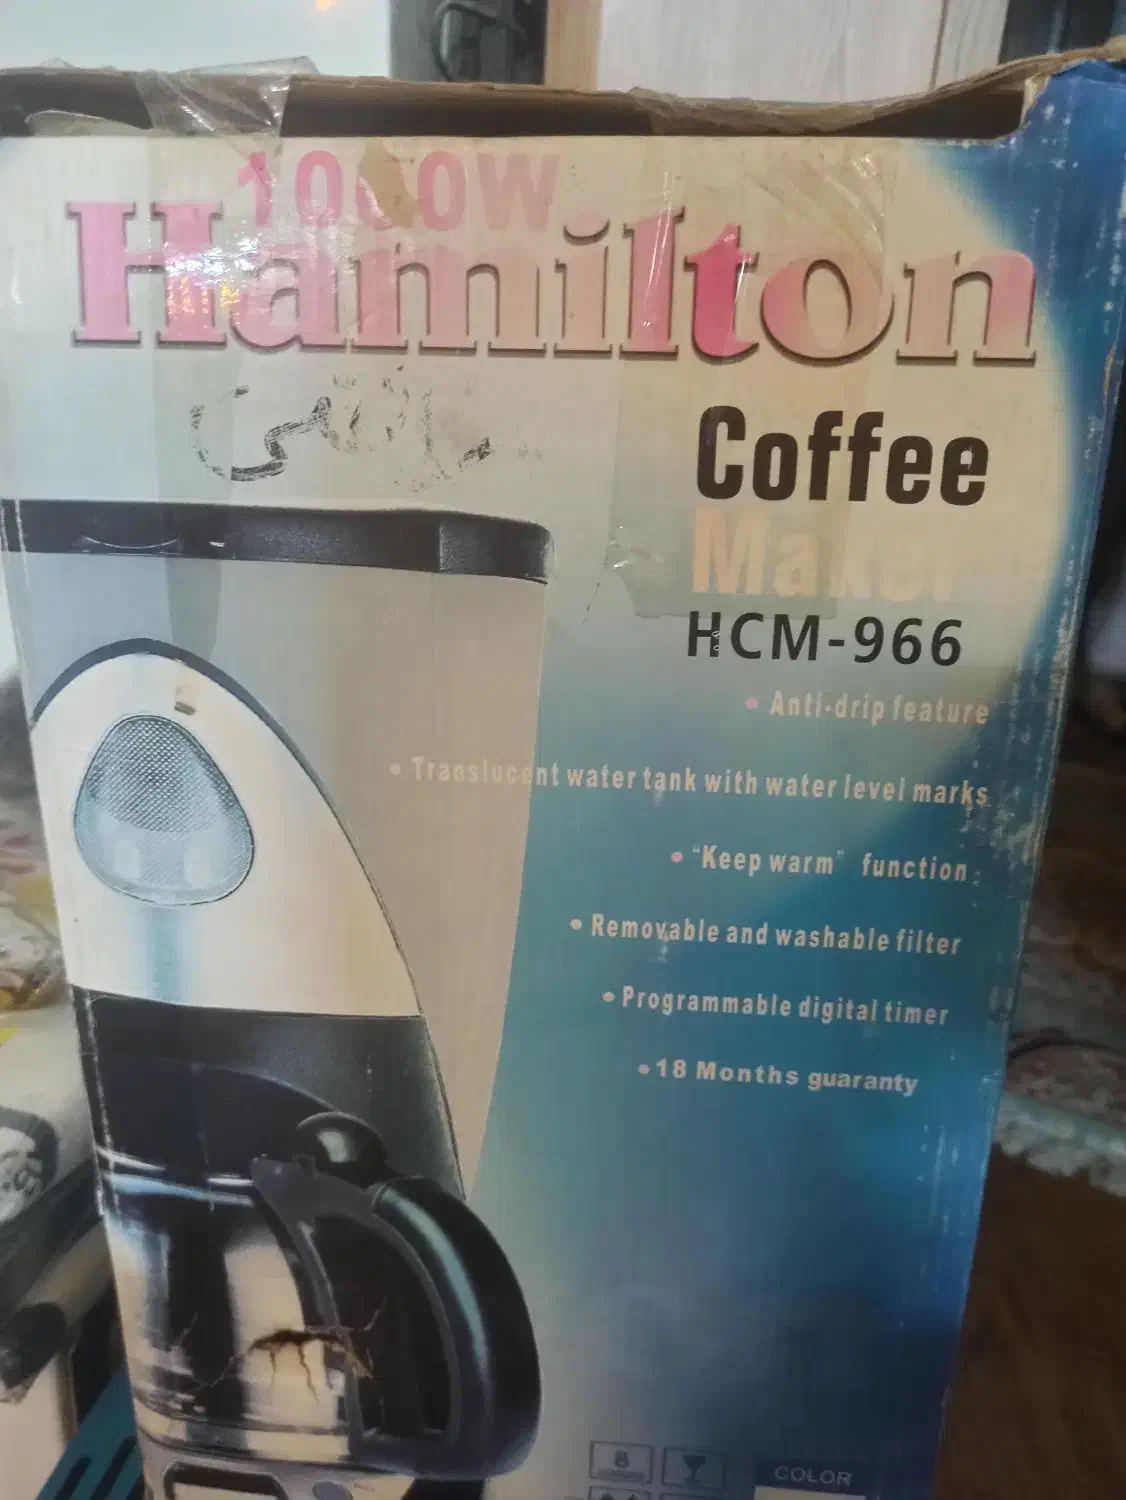 1000W
Hamilton
Coffee
Maker
HCM-966
• Anti-drip feature
• Translucent water tank with water level marks
• "Keep warm" function
• Removable and washable filter
• Programmable digital timer
• 18 Months guaranty
8
COLOR